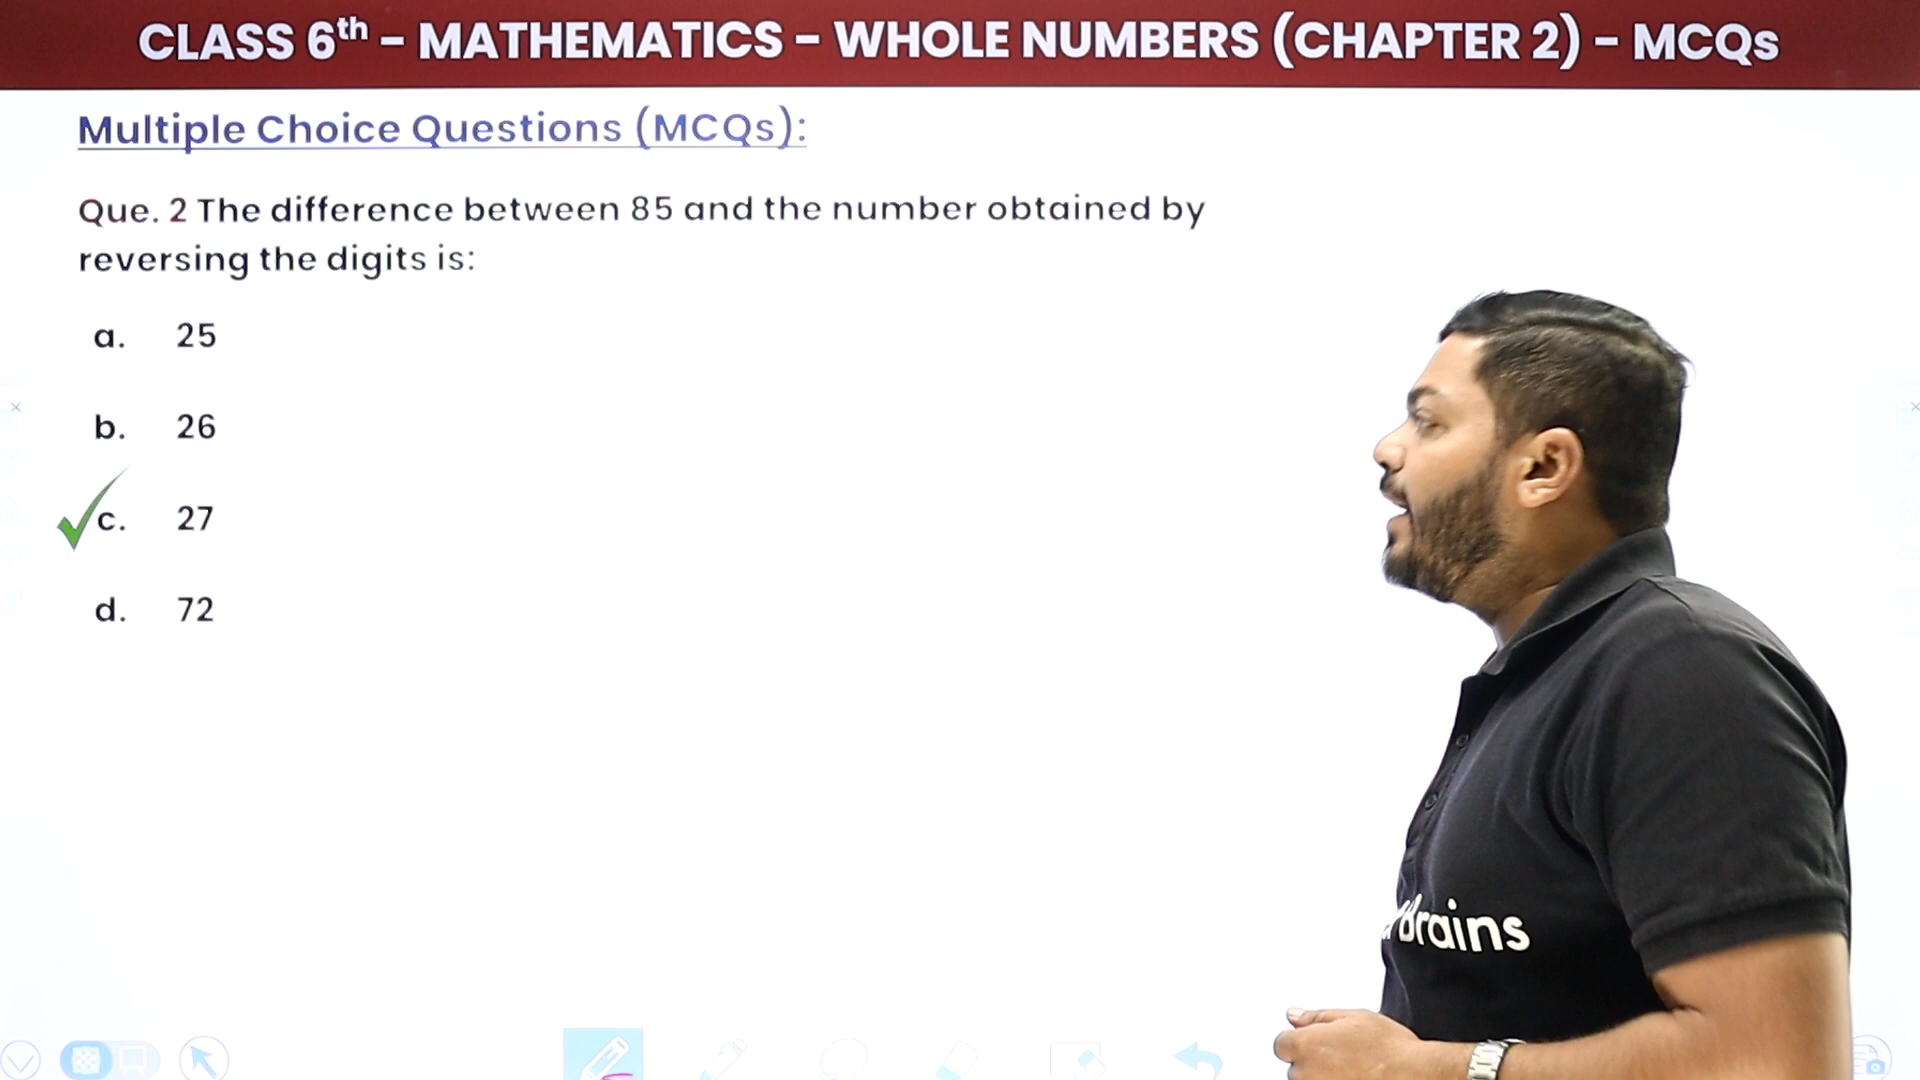 CLASS 6th – MATHEMATICS – WHOLE NUMBERS (CHAPTER 2) – MCQs
Multiple Choice Questions (MCQs):
Que. 2 The difference between 85 and the number obtained by
reversing the digits is:
a. 25
b. 26
c. 27
d. 72
Brains